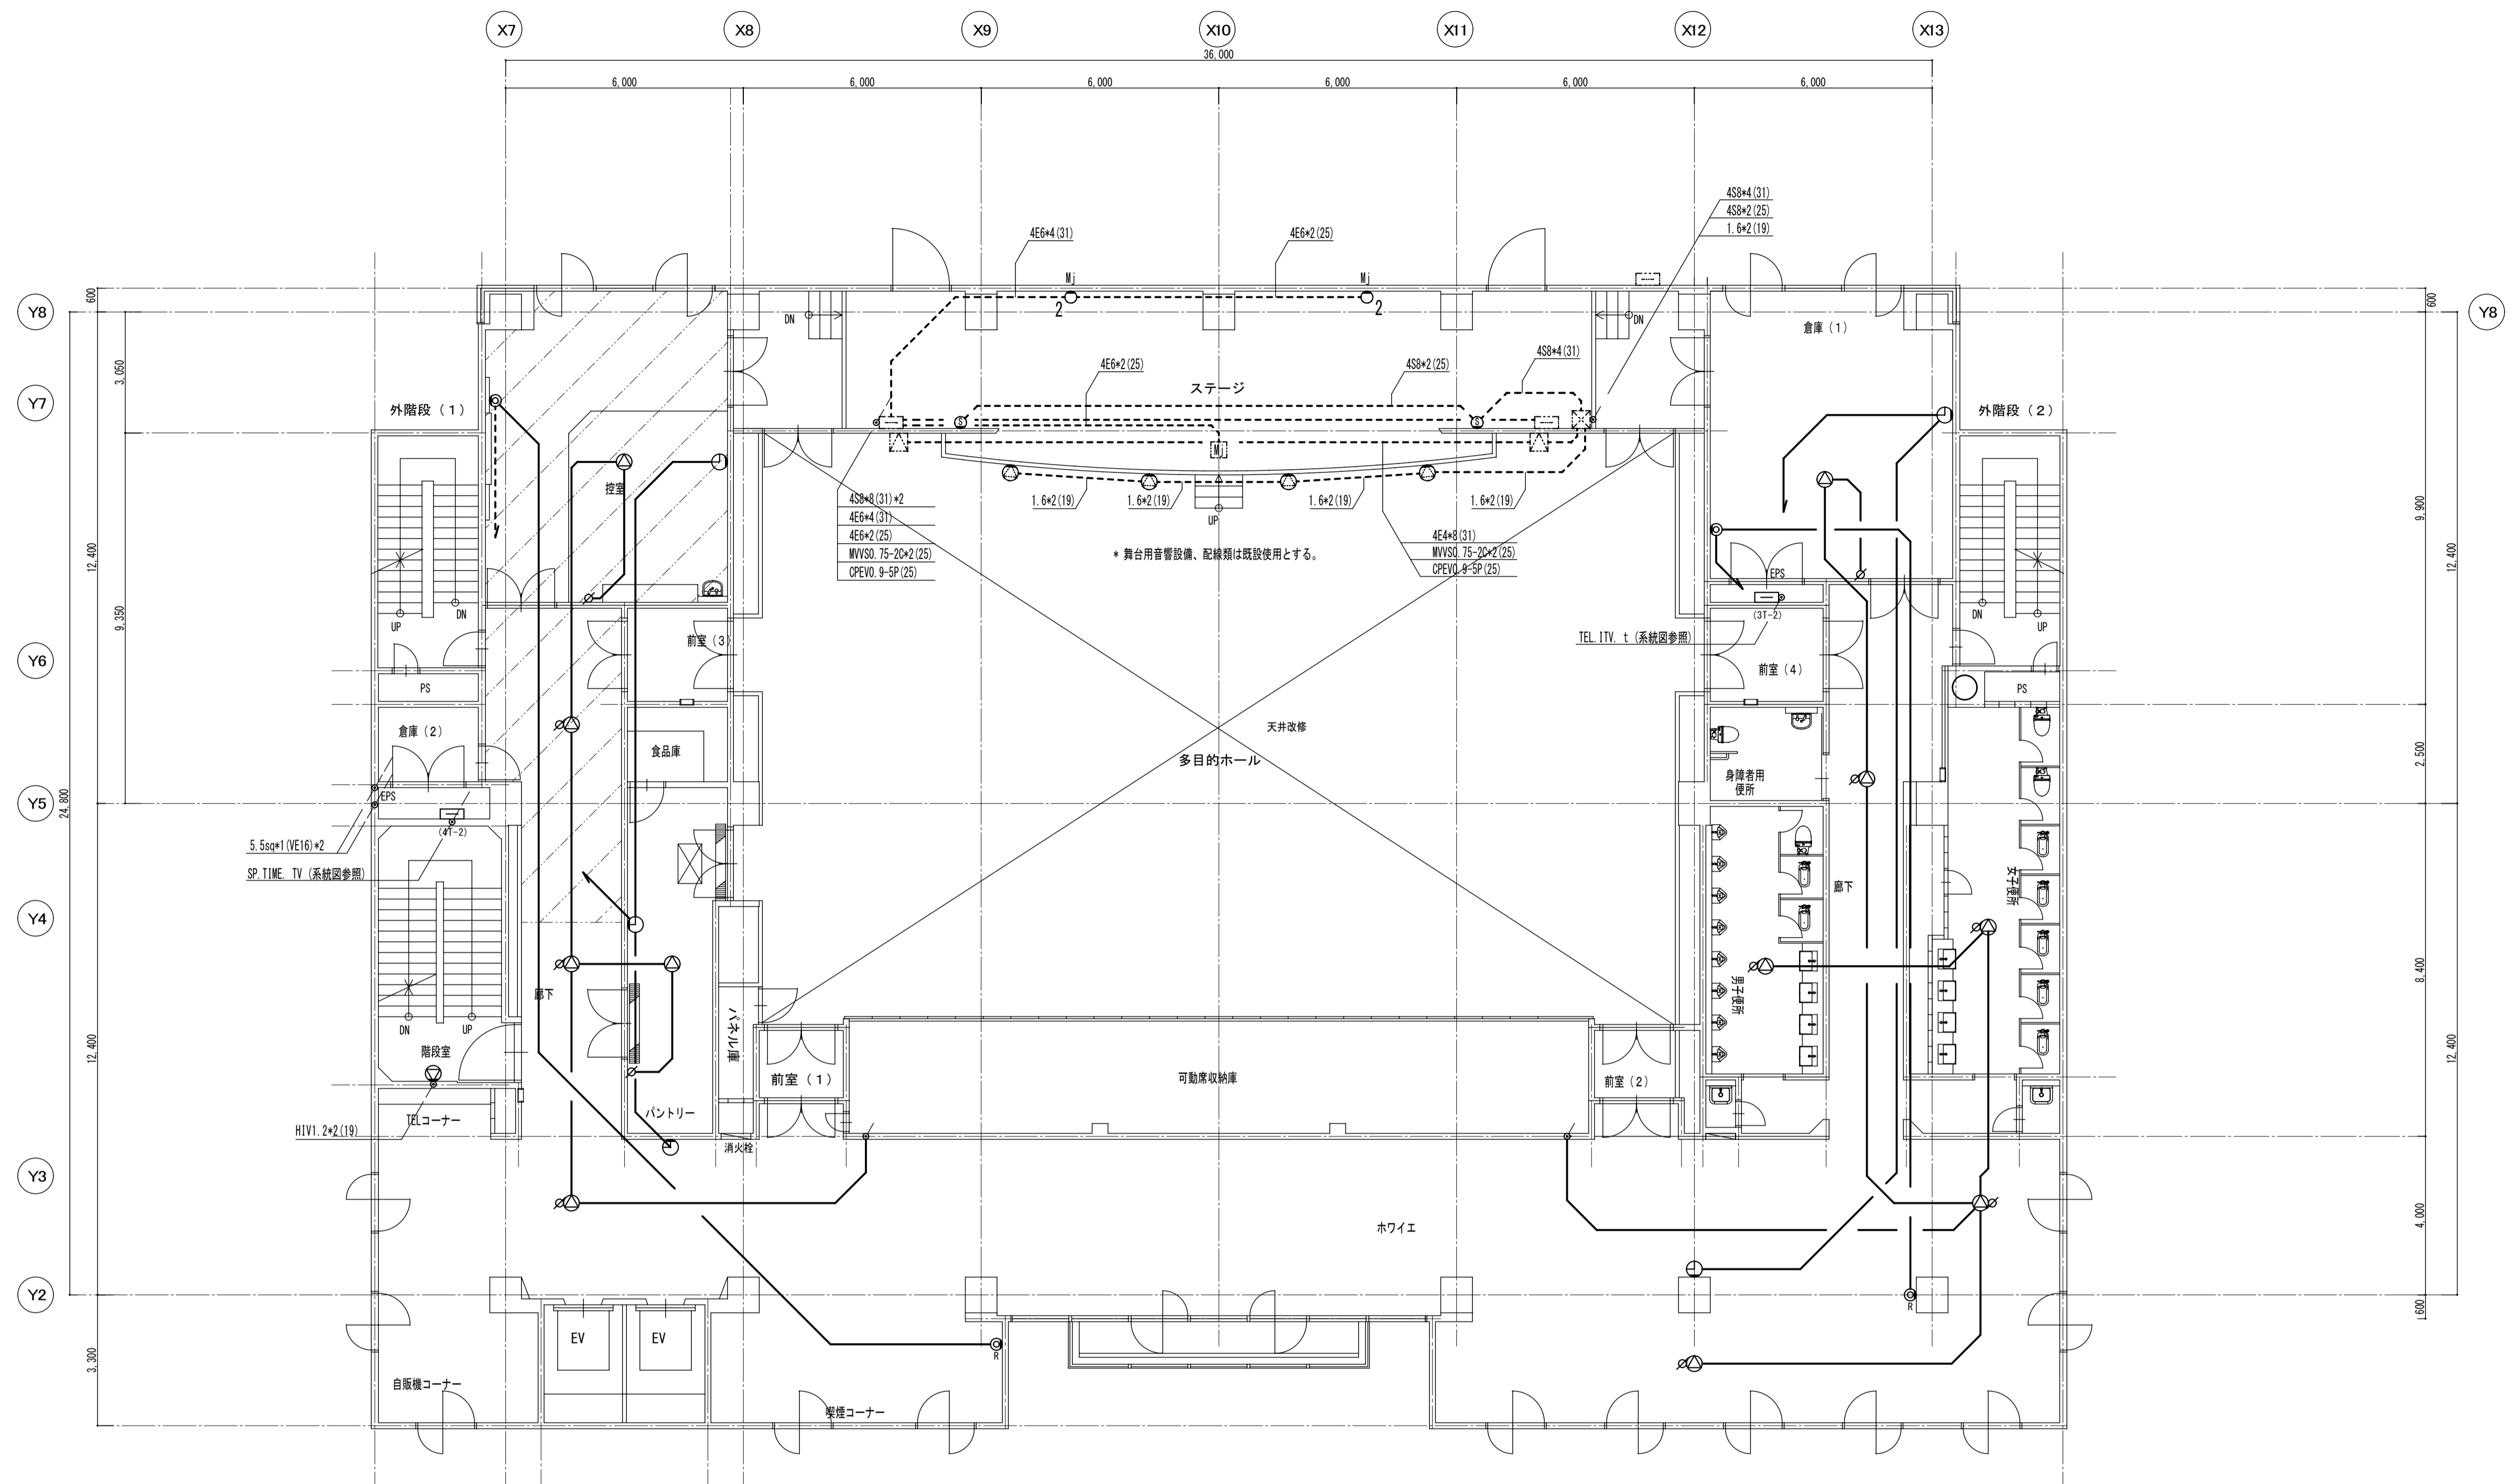 X7 X8 X9 X10 X11 X12 X13
36,000
6,000 6,000 6,000 6,000 6,000 6,000
4S8*4(31)
4S8*2(25)
1.6*2(19)
4E6*4(31) 4E6*2(25)
Mj Mj
600 600
Y8 2 2 Y8
DN DN
倉庫（1）
3,050
4E6*2(25) 4S8*2(25) 4S8*4(31)
ステージ
Y7
外階段（1） 外階段（2）
S S
Mj
控室
4S8*8(31)*2
4E6*4(31)
4E6*2(25)
MVVS0.75-2C*2(25)
CPEV0.9-5P(25)
1.6*2(19) 1.6*2(19) 1.6*2(19) 1.6*2(19)
UP
9,900
4E4*8(31)
MVVS0.75-2C*2(25)
CPEV0.9-5P(25)
* 舞台用音響設備、配線類は既設使用とする。
12,400 12,400
EPS
9,350
DN DN
UP UP
(3T-2)
TEL.ITV. t (系統図参照)
前室（3）
Y6
前室（4）
PS PS
倉庫（2）
天井改修
食品庫
多目的ホール
2,500
身障者用
便所
EPS
Y5
24,800
(4T-2)
5.5sq*1(VE16)*2
SP.TIME. TV (系統図参照)
廊下
女子便所
Y4
8,400
廊下
男子便所
パネル庫
DN UP
階段室
12,400 12,400
前室（1） 可動席収納庫 前室（2）
TELコーナー
パントリー
HIV1.2*2(19)
消火栓
Y3
4,000
ホワイエ
Y2
R
600
EV EV
R
3,300
自販機コーナー
喫煙コーナー